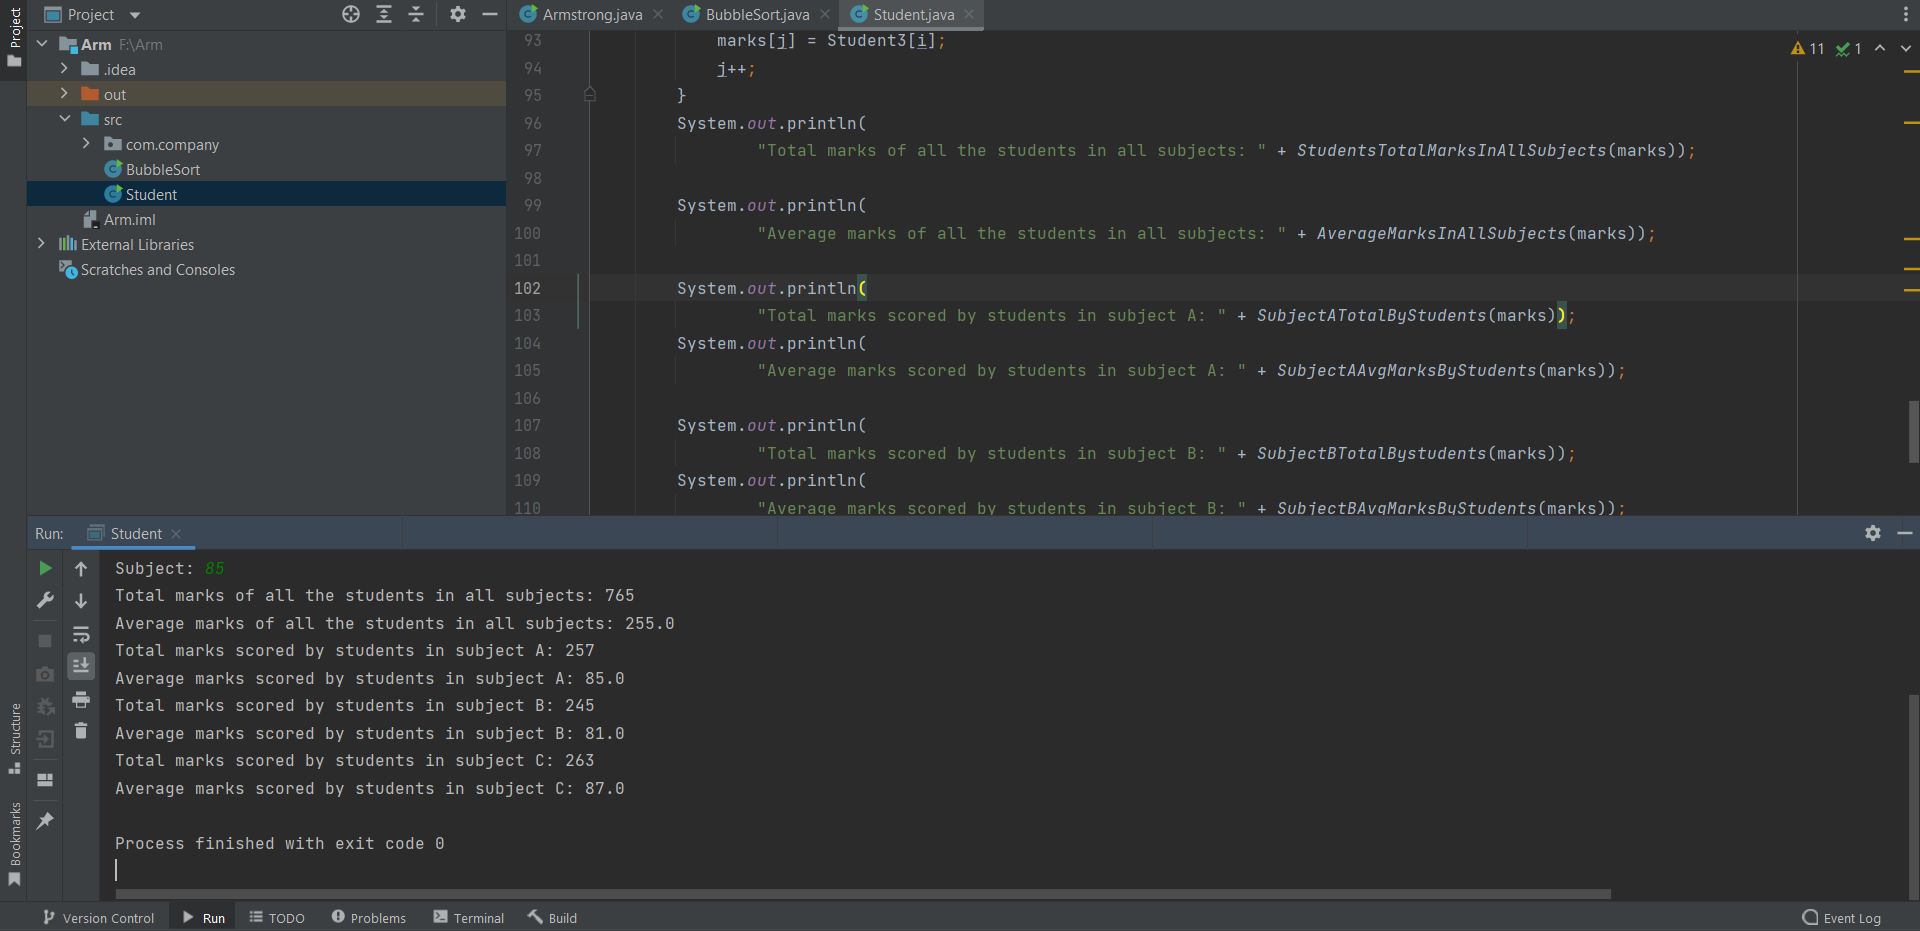 Project
Project
Armstrong.java
BubbleSort.java
Student.java
Arm F:\Arm
.idea
out
src
com.company
BubbleSort
Student
Arm.iml
External Libraries
Scratches and Consoles
11 1
93 marks[j] = Student3[i];
94 j++;
95 }
96 System.out.println(
97 "Total marks of all the students in all subjects: " + StudentsTotalMarksInAllSubjects(marks));
98
99 System.out.println(
100 "Average marks of all the students in all subjects: " + AverageMarksInAllSubjects(marks));
101
102 System.out.println(
103 "Total marks scored by students in subject A: " + SubjectATotalByStudents(marks));
104 System.out.println(
105 "Average marks scored by students in subject A: " + SubjectAAvgMarksByStudents(marks));
106
107 System.out.println(
108 "Total marks scored by students in subject B: " + SubjectBTotalBystudents(marks));
109 System.out.println(
110 "Average marks scored by students in subject B: " + SubjectBAvgMarksByStudents(marks));
Run: Student
Subject: 85
Total marks of all the students in all subjects: 765
Average marks of all the students in all subjects: 255.0
Total marks scored by students in subject A: 257
Average marks scored by students in subject A: 85.0
Total marks scored by students in subject B: 245
Average marks scored by students in subject B: 81.0
Total marks scored by students in subject C: 263
Average marks scored by students in subject C: 87.0
Process finished with exit code 0
Structure
Bookmarks
Version Control
Run
TODO
Problems
Terminal
Build
Event Log